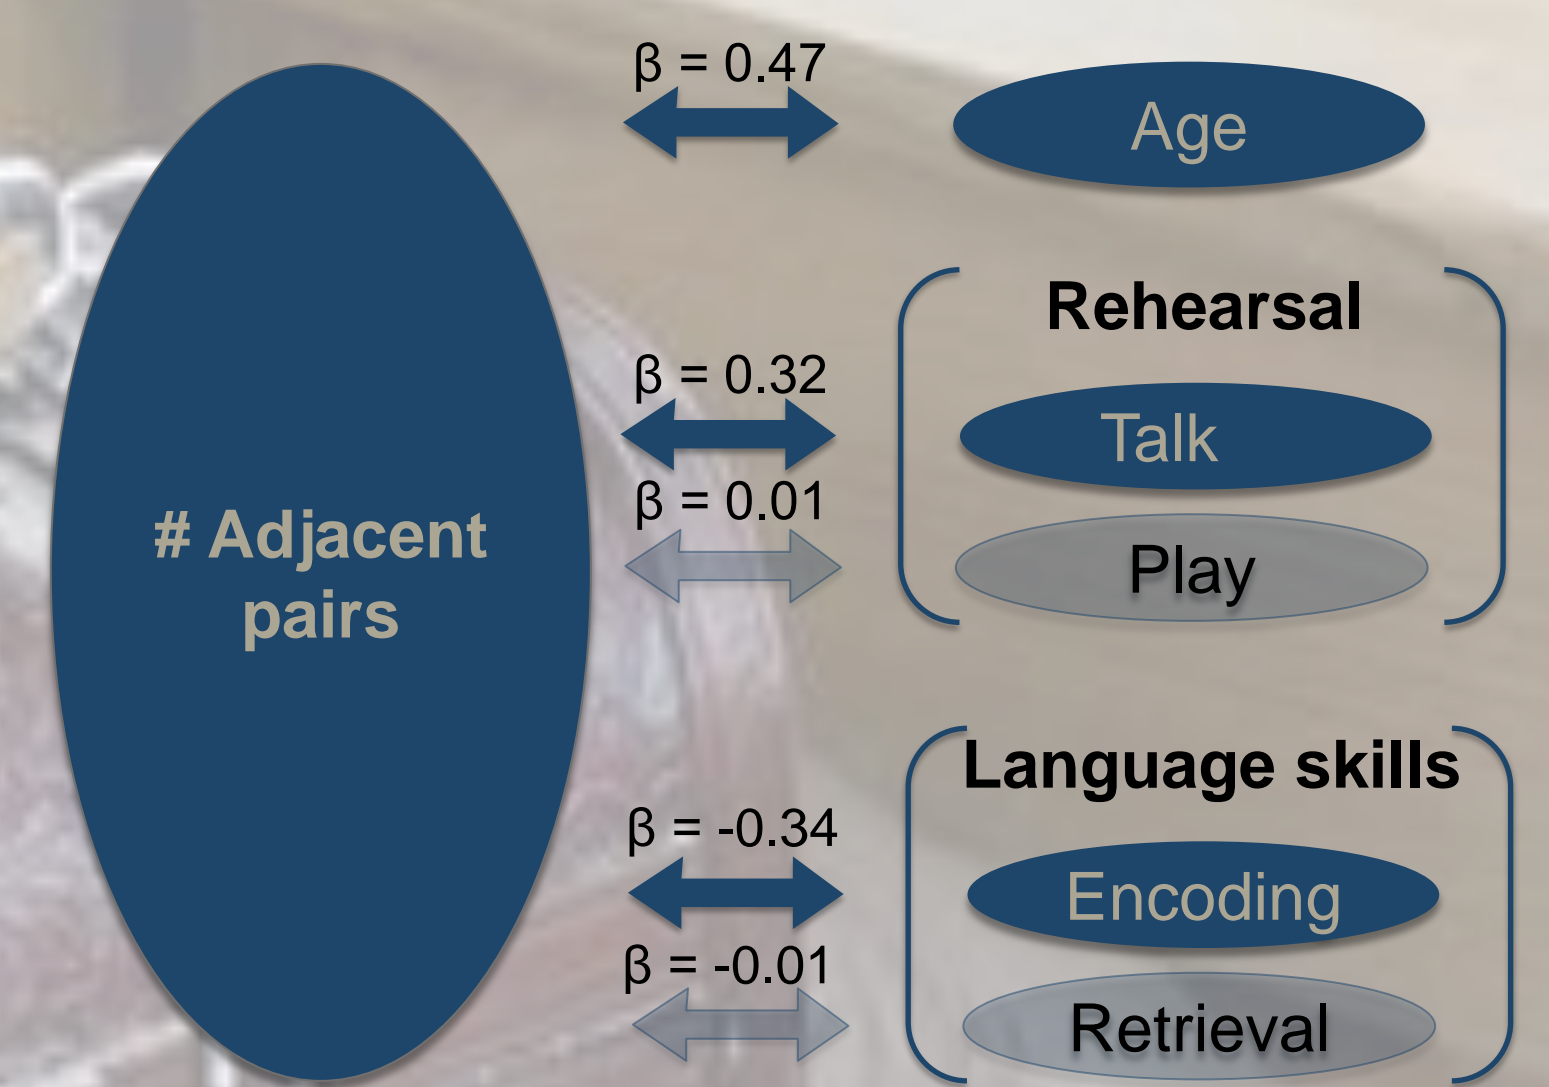 β = 0.47
Age
Rehearsal
β = 0.32
Talk
β = 0.01
Play
# Adjacent
pairs
Language skills
β = -0.34
Encoding
β = -0.01
Retrieval